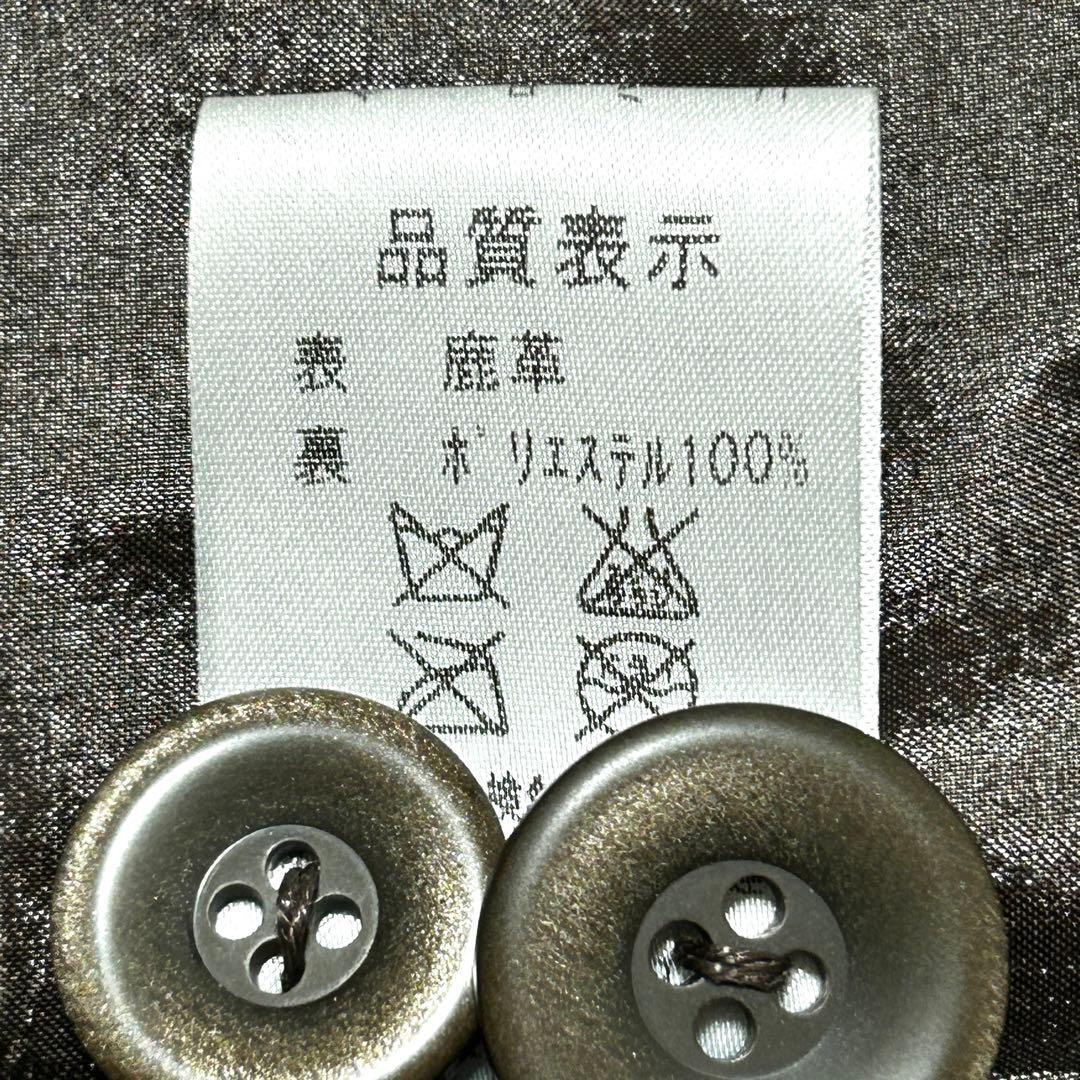 品質表示
表 鹿革
裏 ポリエステル100%